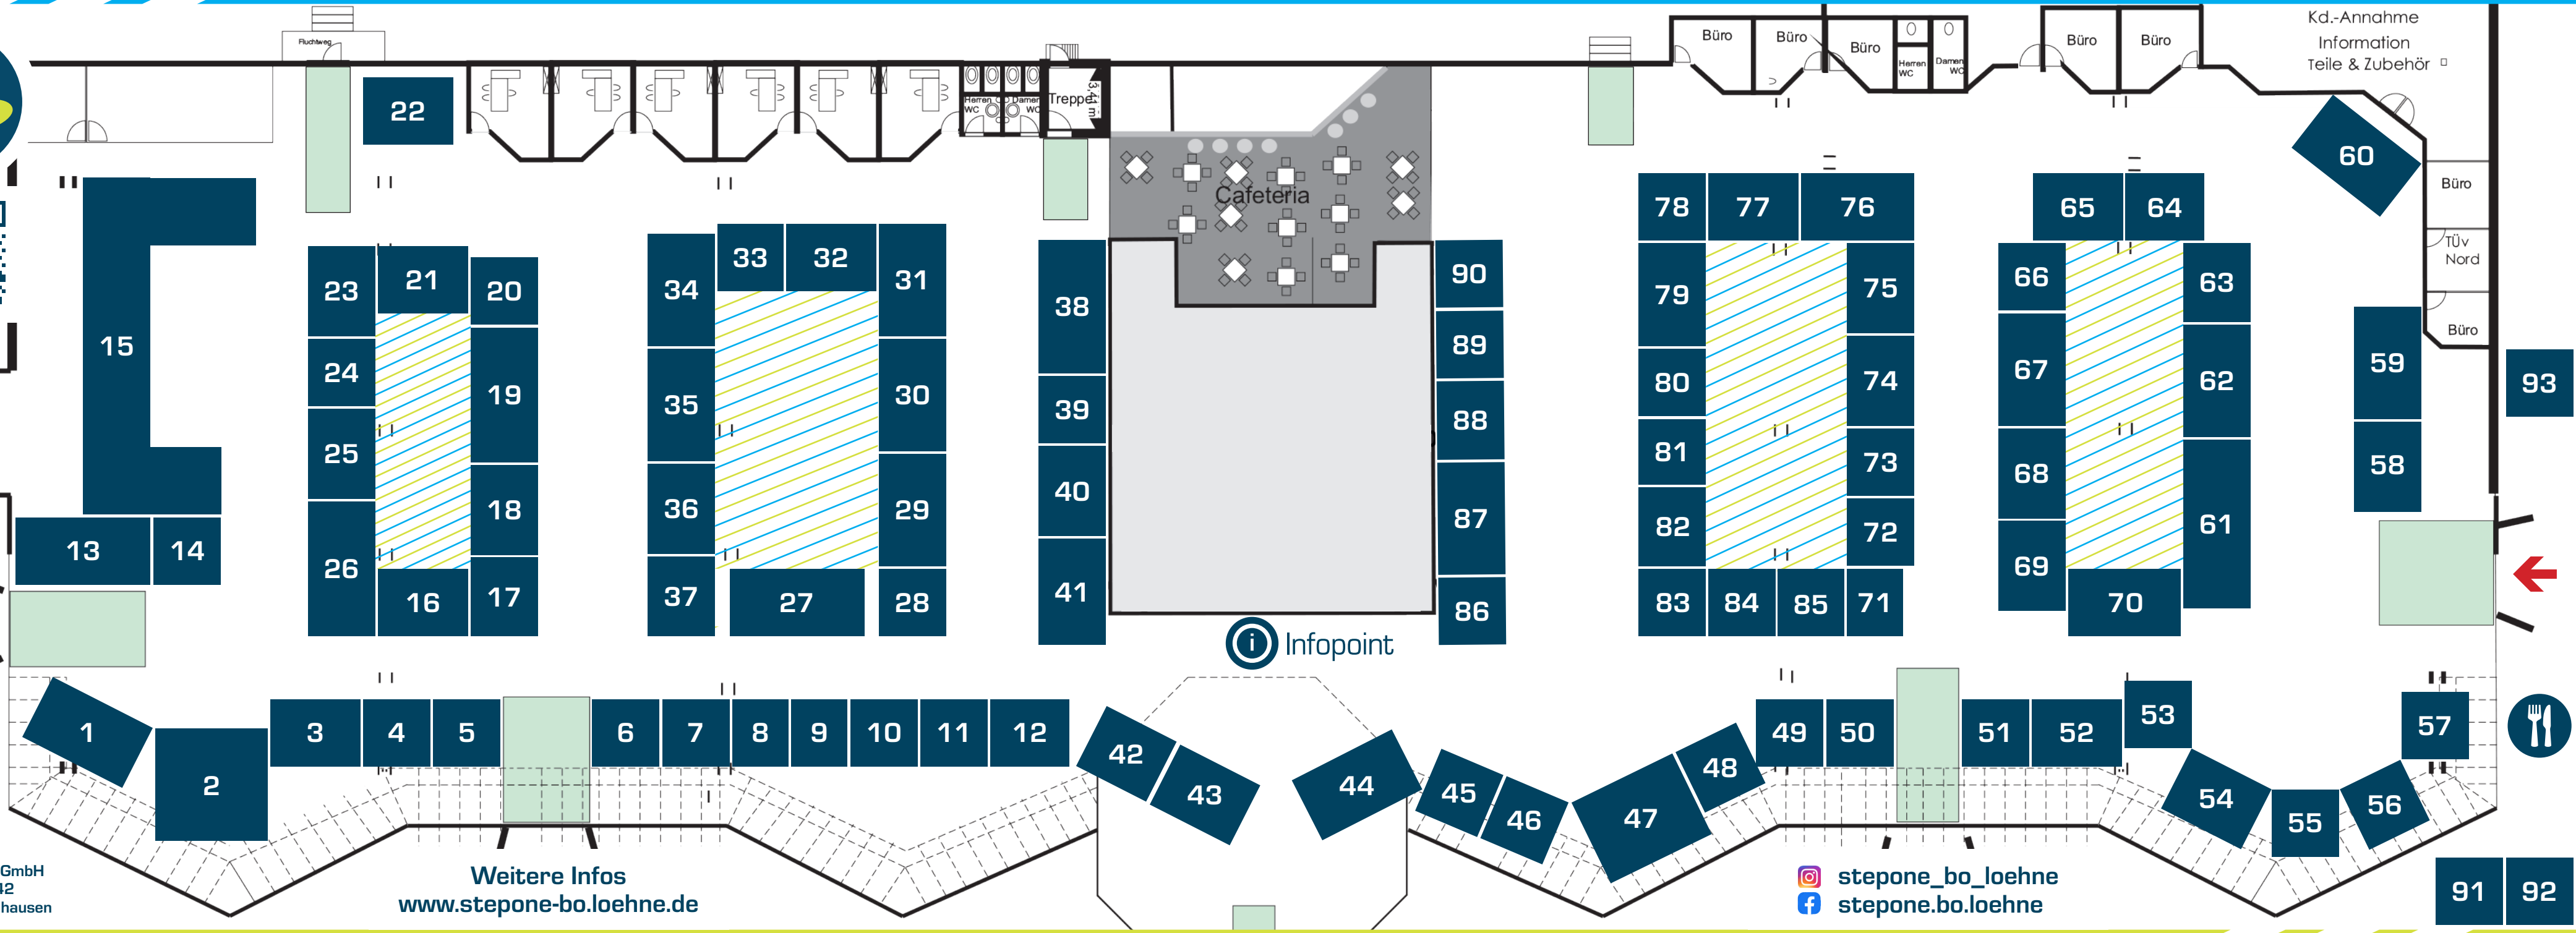 Fluchtweg
Herren WC
Damen WC
Treppe
Cafeteria
Büro
Büro
Büro
Herren WC
Damen WC
Büro
Büro
Kd.-Annahme
Information
Teile & Zubehör
Büro
TÜv
Nord
Büro
22
60
78 77 76
65 64
15
23 21 20
24 19
25 18
26 16 17
13 14
34 33 32 31
35 30
36 29
37 27 28
38
39
40
41
90
89
88
87
86
79 75
80 74
81 73
82 72
83 84 85 71
66 63
67 62
68 61
69 70
59
58
93
i Infopoint
1 2 3 4 5 6 7 8 9 10 11 12
42 43 44 45 46 47 48 49 50 51 52 53 54 55 56 57
GmbH
hausen
Weitere Infos
www.stepone-bo.loehne.de
stepone_bo_loehne
stepone.bo.loehne
91 92